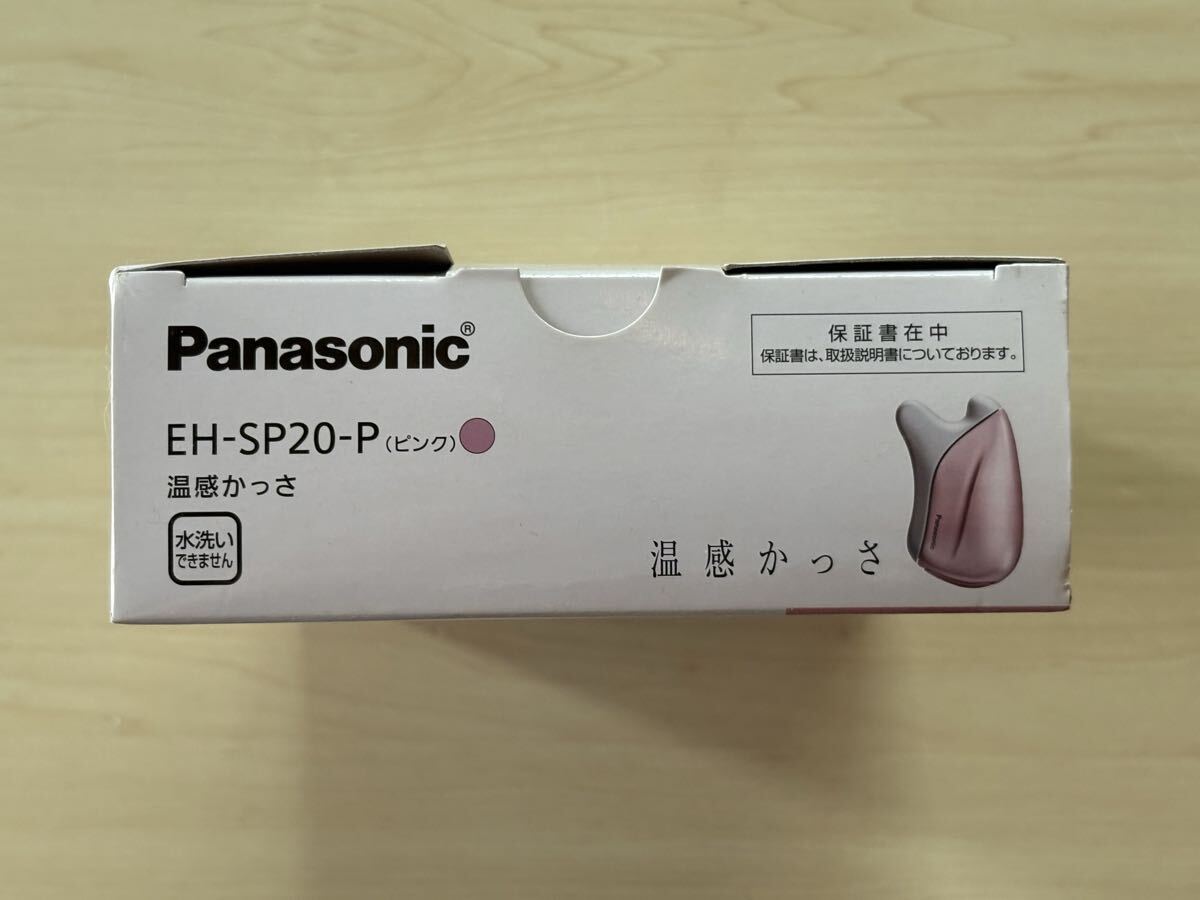 Panasonic®
保証書在中
保証書は、取扱説明書についております。
EH-SP20-P（ピンク）
温感かっさ
水洗い
できません
温感かっさ
Panasonic